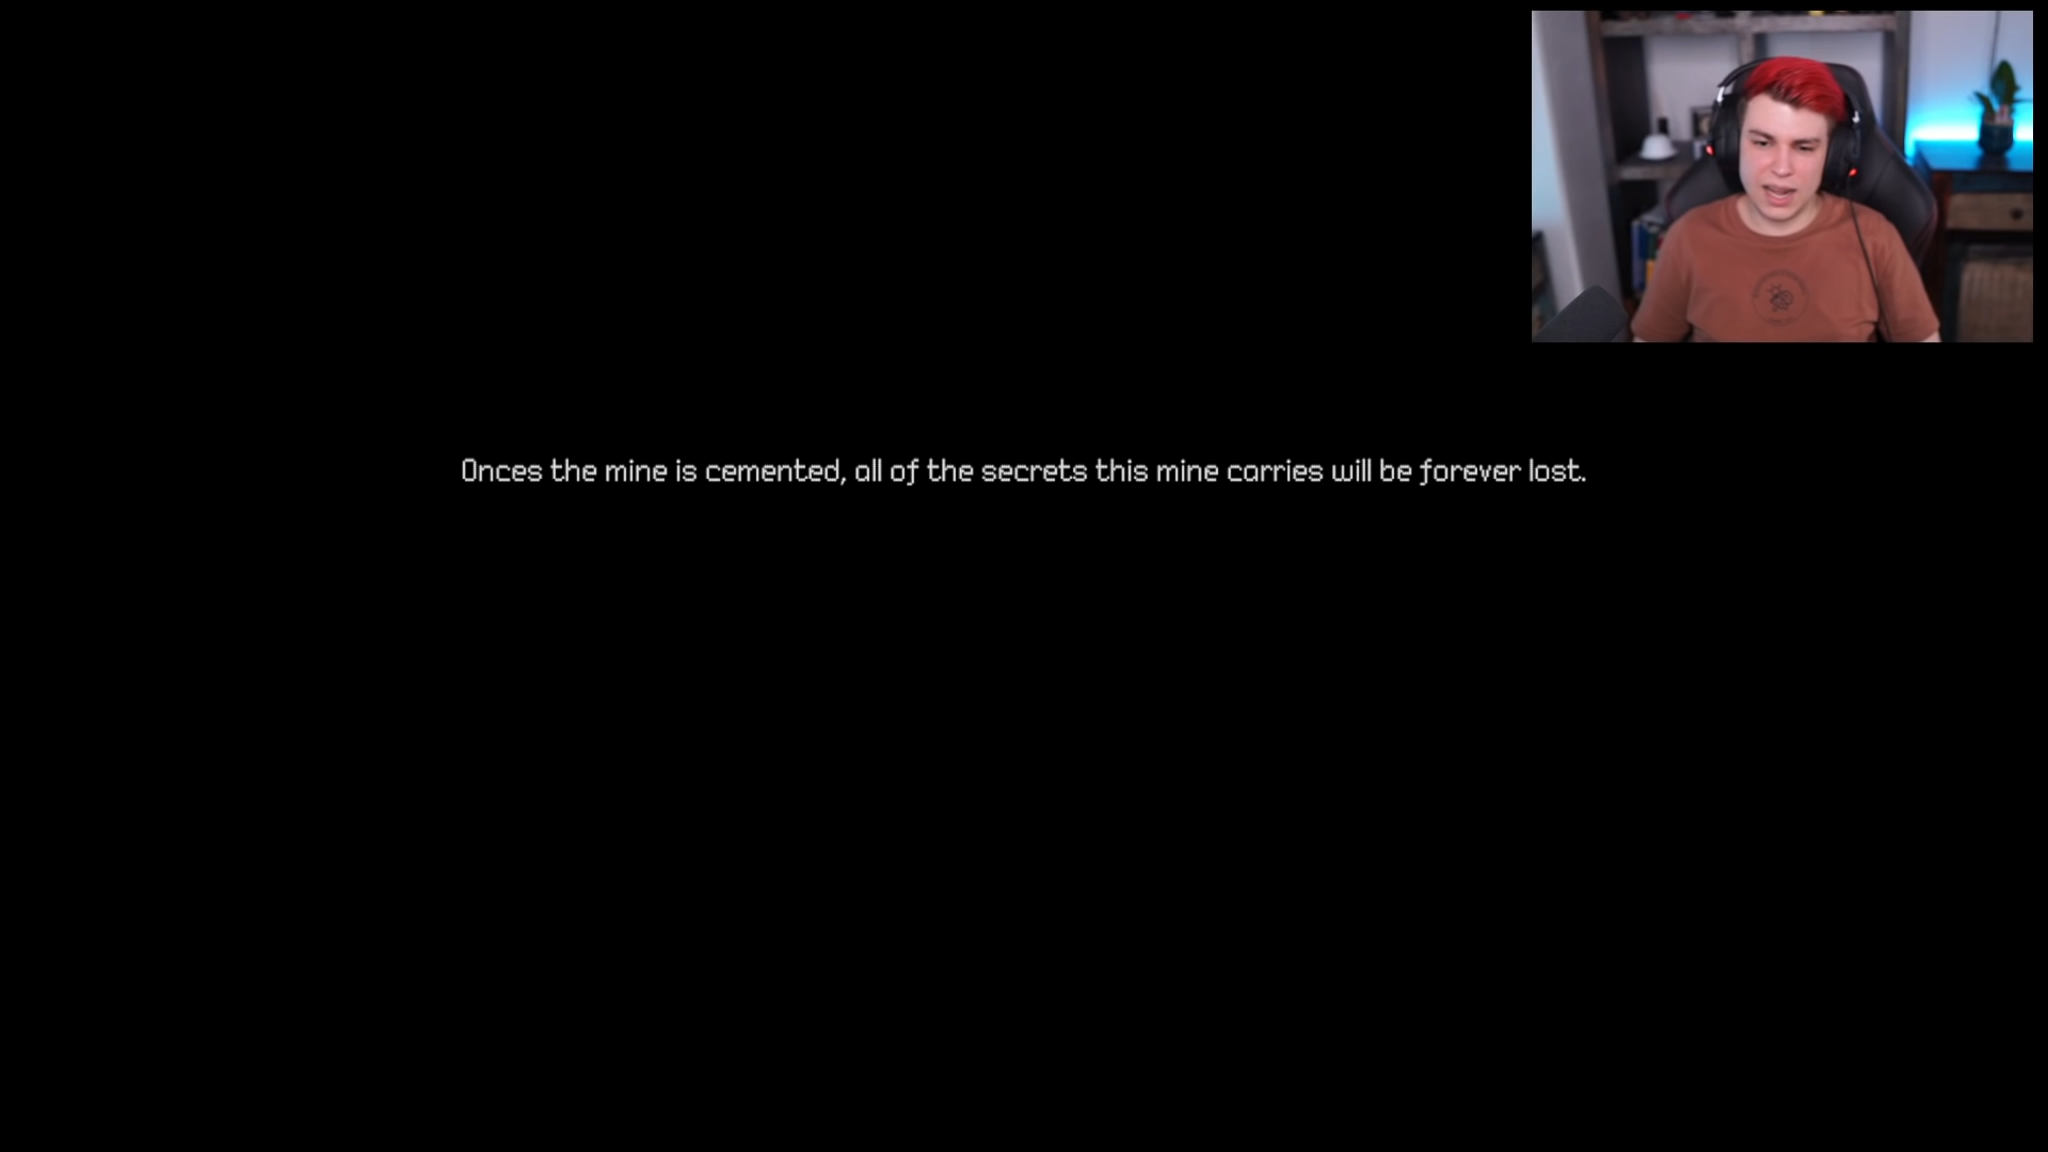 Onces the mine is cemented, all of the secrets this mine carries will be forever lost.